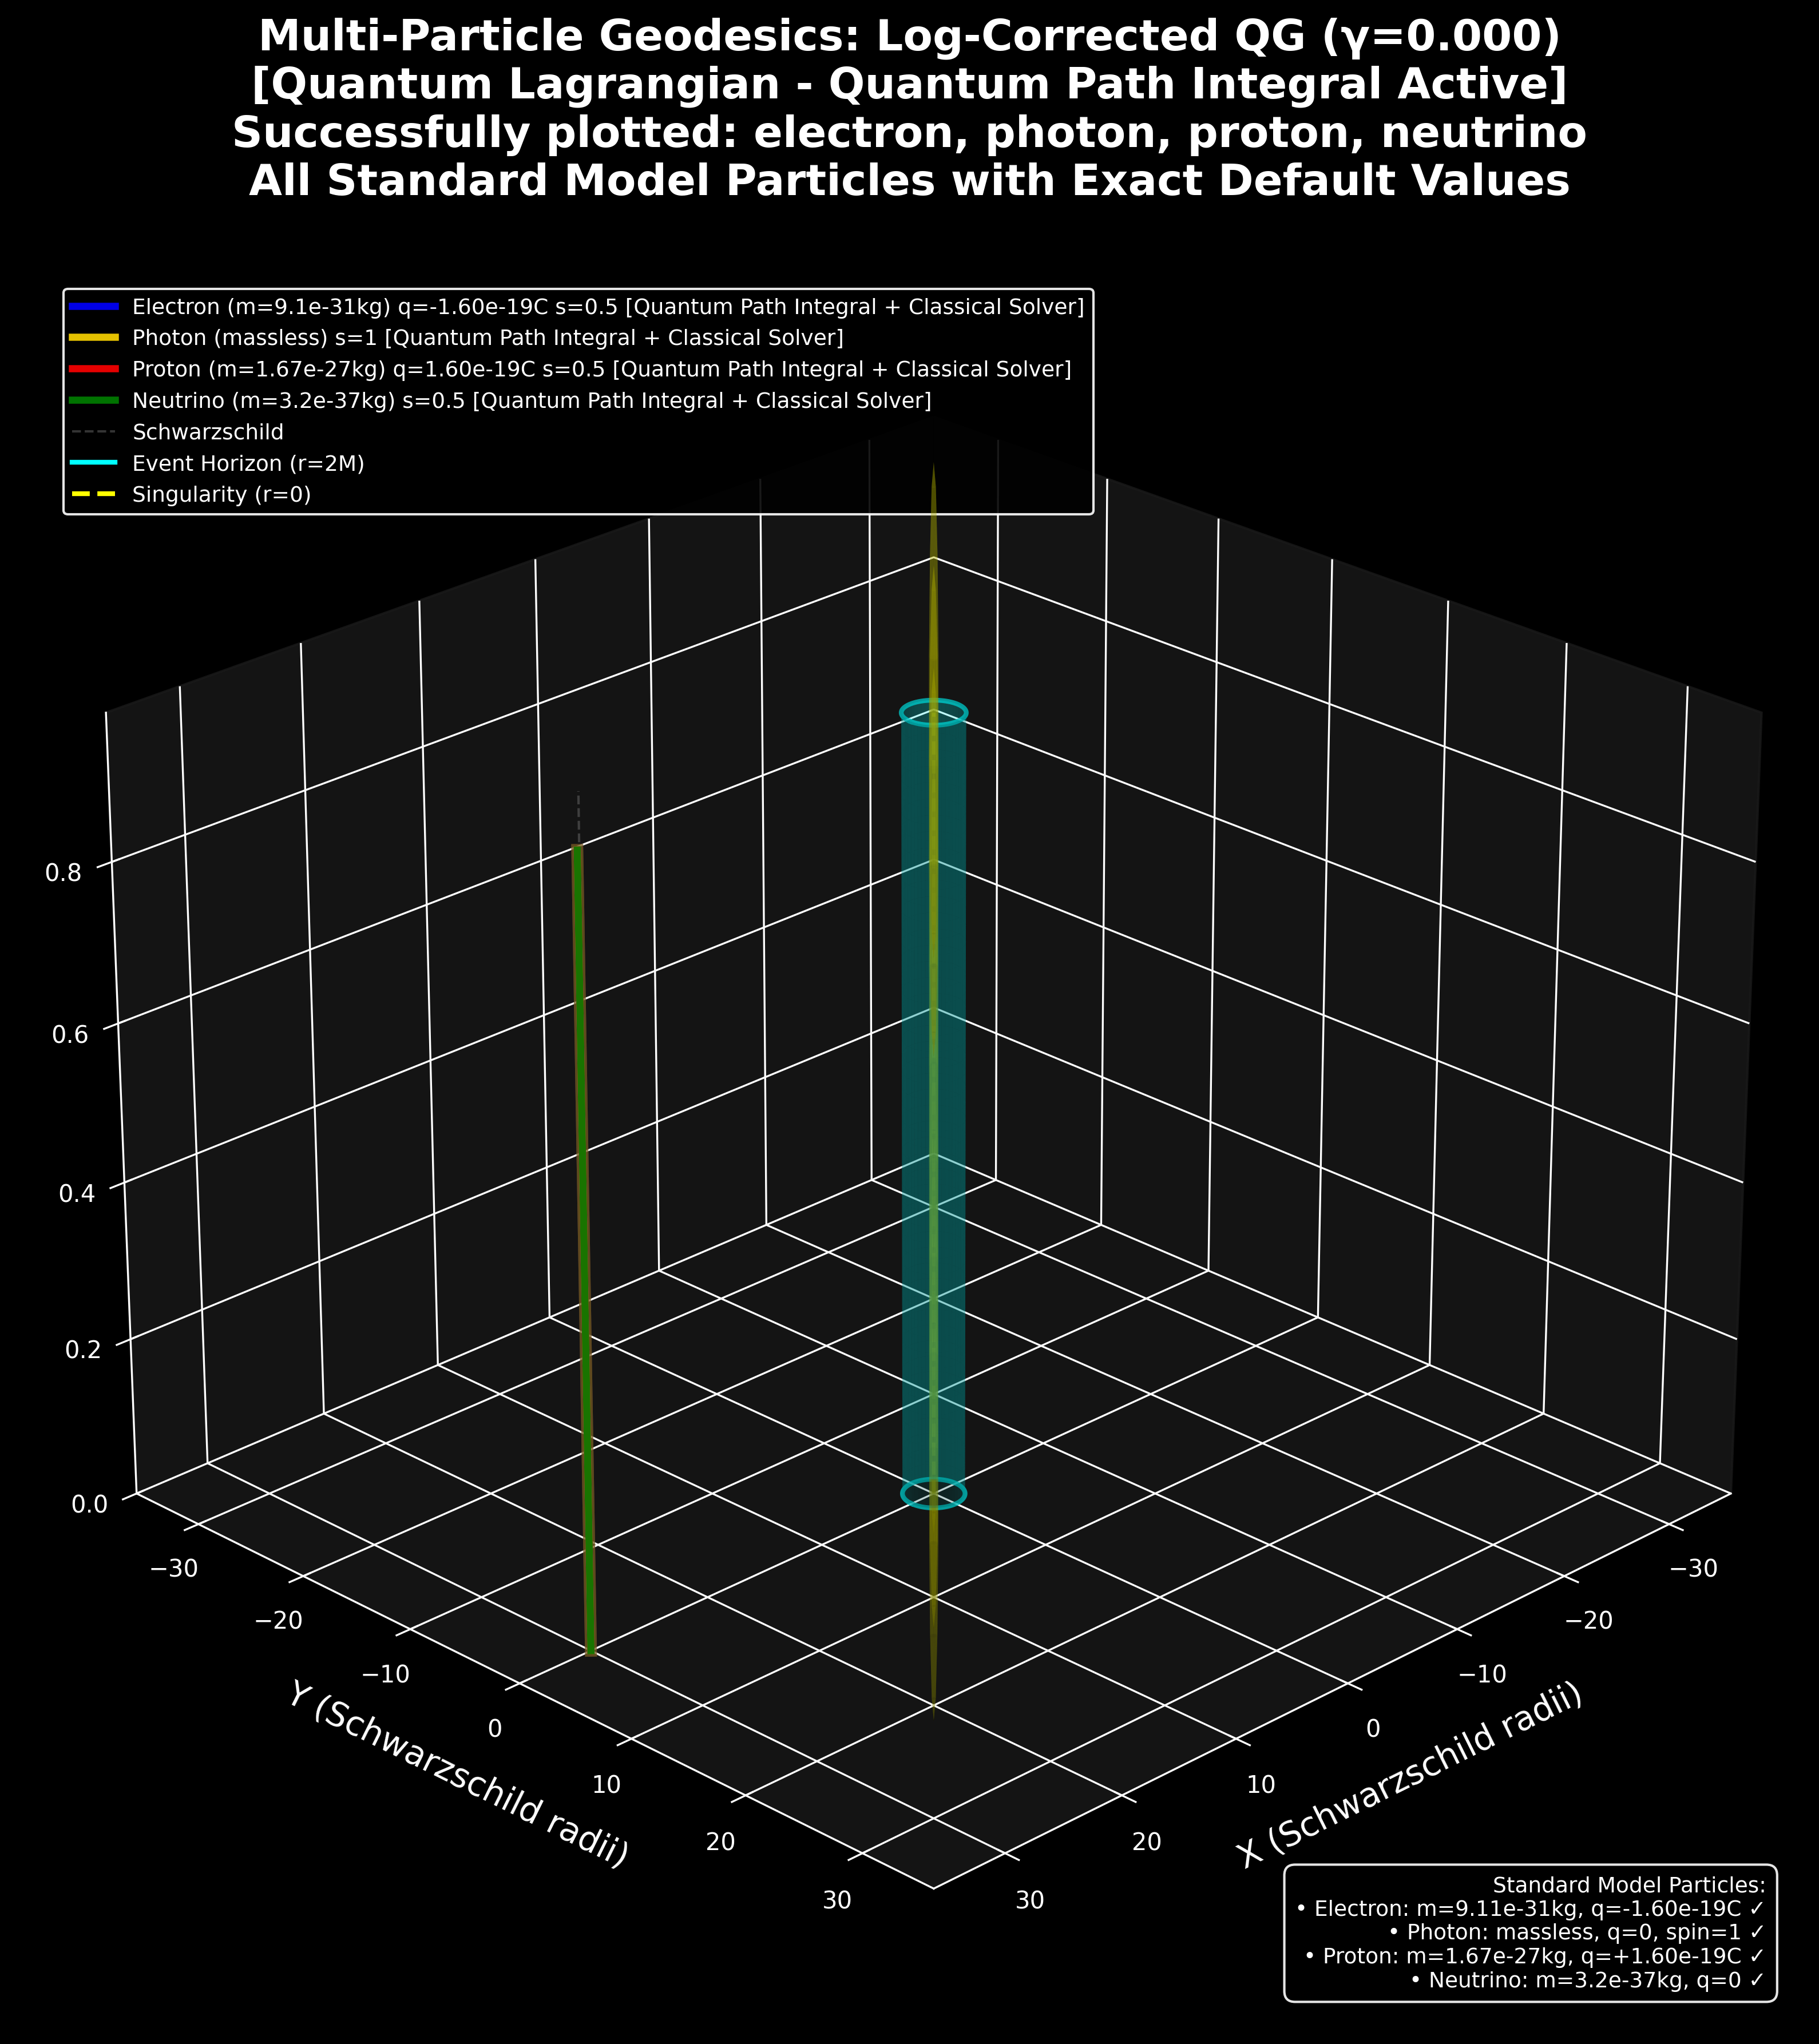 Multi-Particle Geodesics: Log-Corrected QG (γ=0.000)
[Quantum Lagrangian - Quantum Path Integral Active]
Successfully plotted: electron, photon, proton, neutrino
All Standard Model Particles with Exact Default Values
Electron (m=9.1e-31kg) q=-1.60e-19C s=0.5 [Quantum Path Integral + Classical Solver]
Photon (massless) s=1 [Quantum Path Integral + Classical Solver]
Proton (m=1.67e-27kg) q=1.60e-19C s=0.5 [Quantum Path Integral + Classical Solver]
Neutrino (m=3.2e-37kg) s=0.5 [Quantum Path Integral + Classical Solver]
Schwarzschild
Event Horizon (r=2M)
Singularity (r=0)
0.8
0.6
0.4
0.2
0.0
−30
−20
−10
0
10
20
30
Y (Schwarzschild radii)
−30
−20
−10
0
10
20
30
X (Schwarzschild radii)
Standard Model Particles:
• Electron: m=9.11e-31kg, q=-1.60e-19C ✓
• Photon: massless, q=0, spin=1 ✓
• Proton: m=1.67e-27kg, q=+1.60e-19C ✓
• Neutrino: m=3.2e-37kg, q=0 ✓